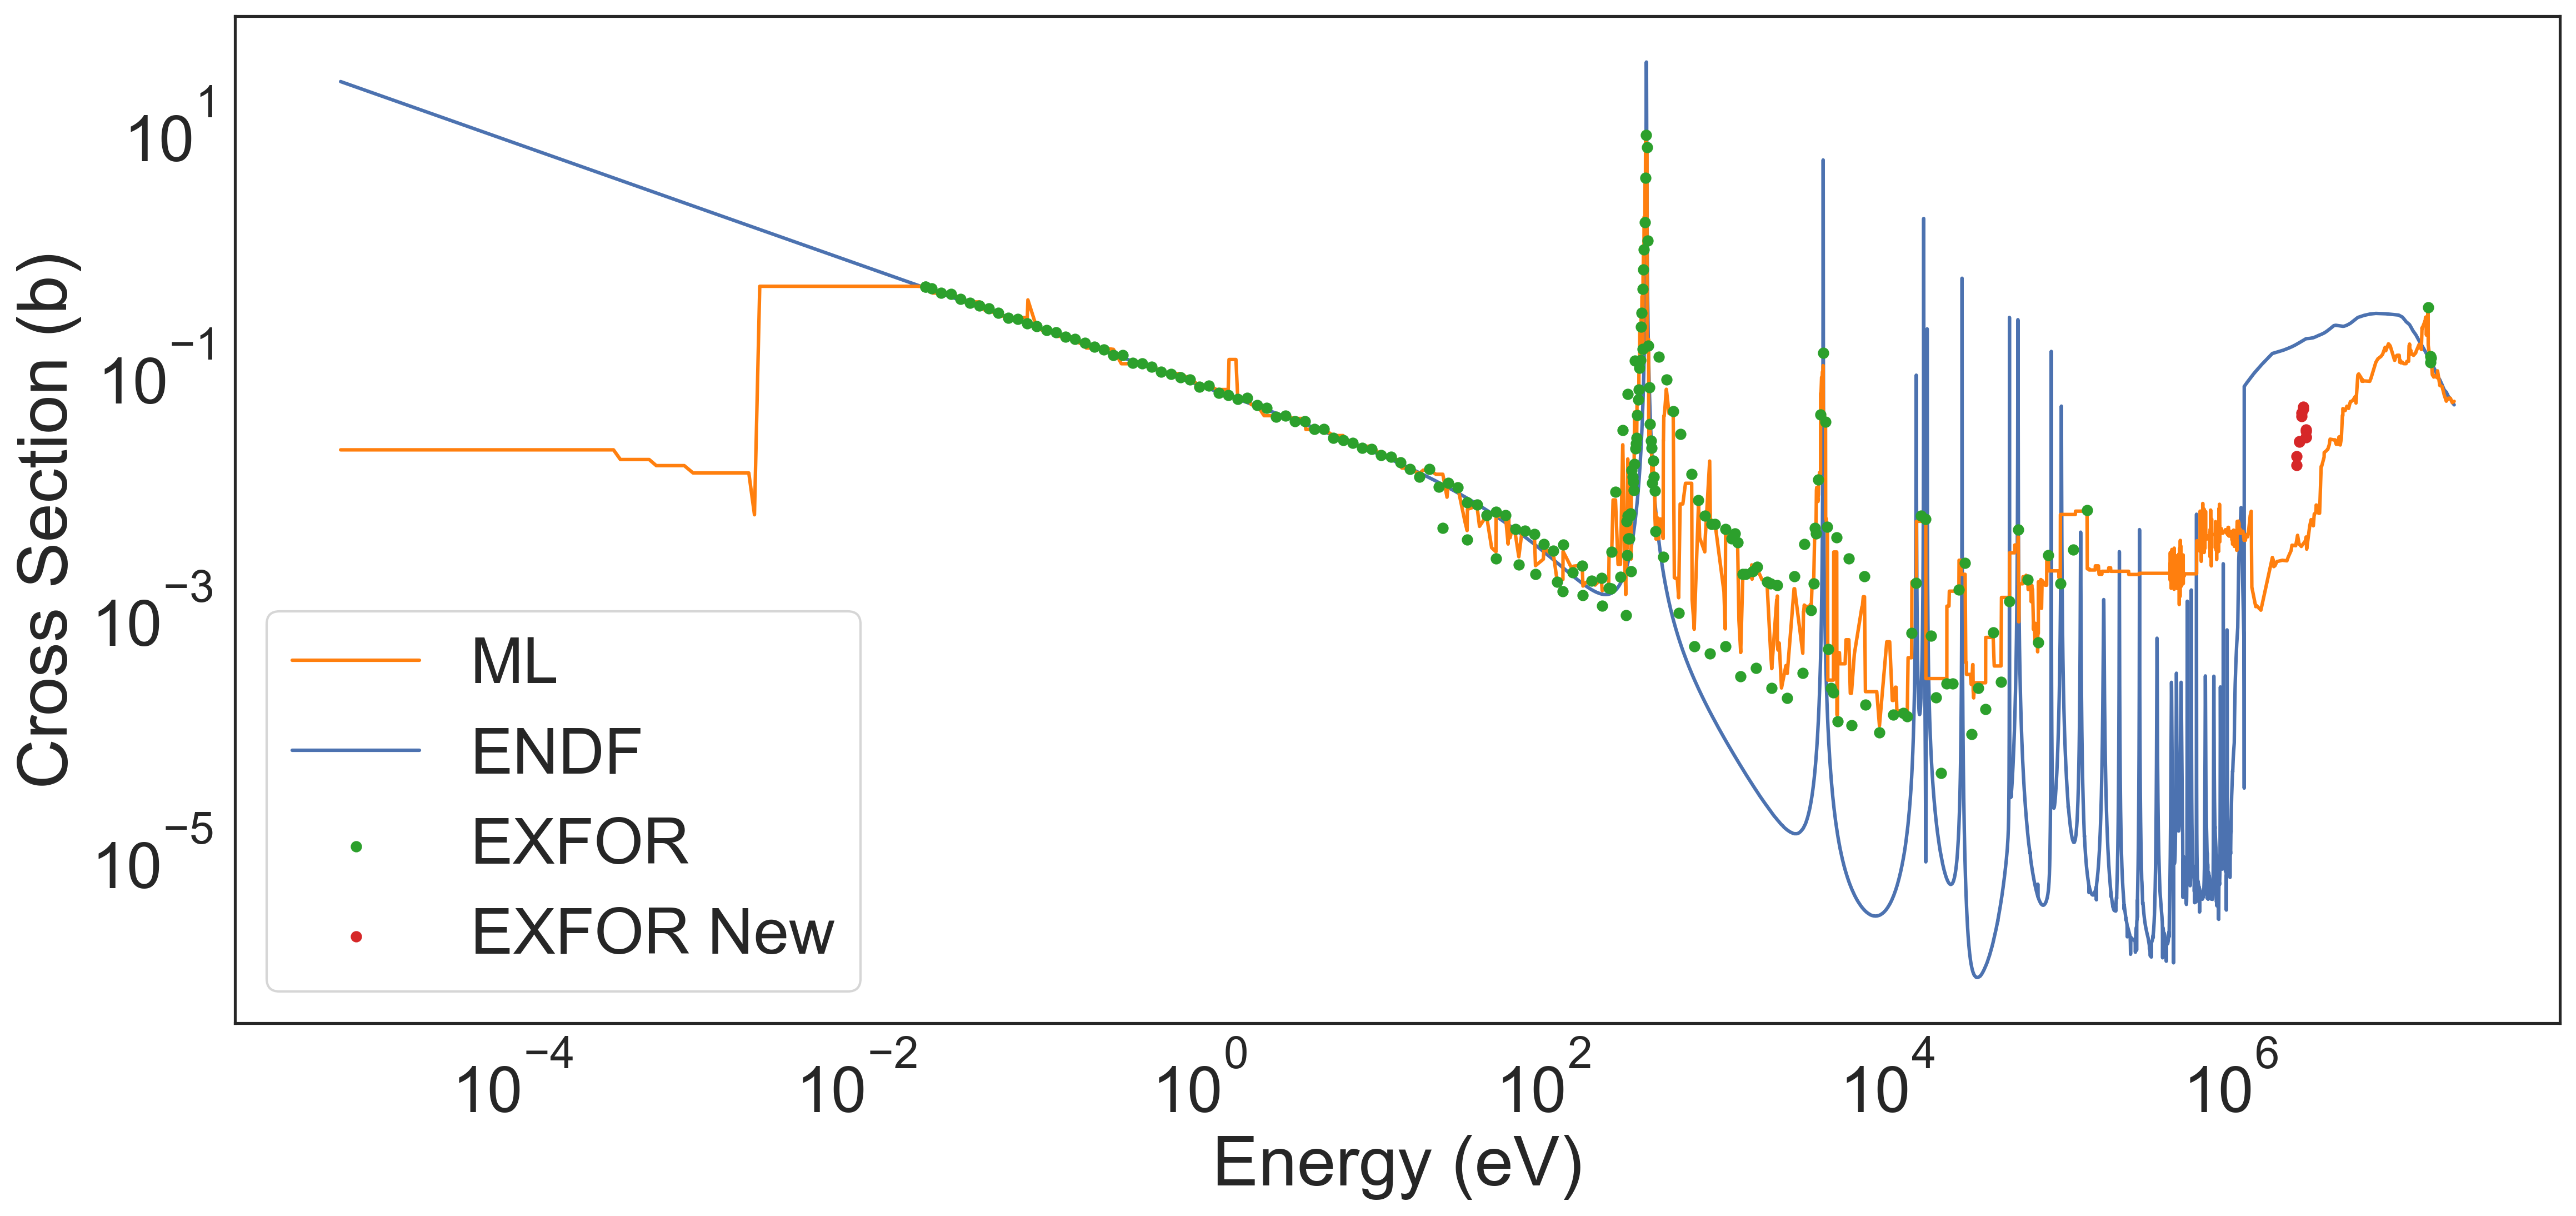 Cross Section (b)
10^1
10^−1
10^−3
10^−5
ML
ENDF
EXFOR
EXFOR New
10^−4 10^−2 10^0 10^2 10^4 10^6
Energy (eV)